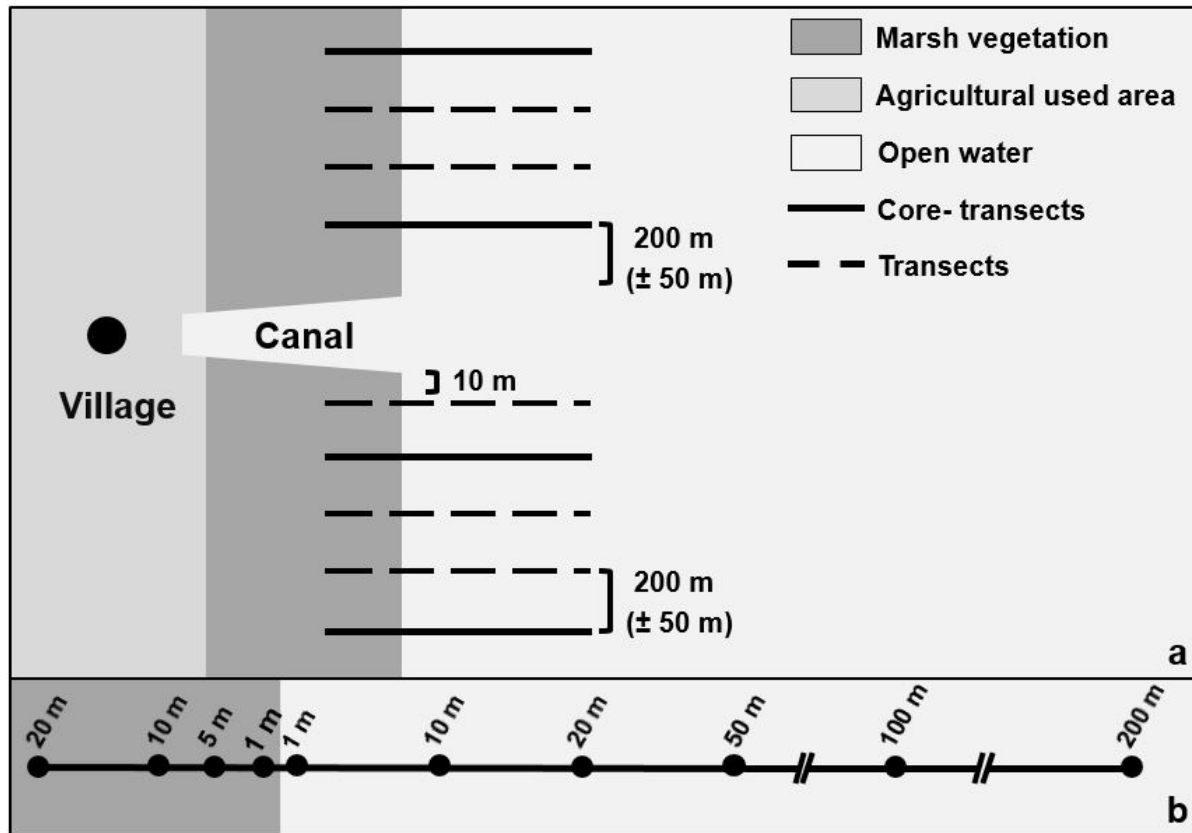 Marsh vegetation
Agricultural used area
Open water
Core- transects
Transects
200 m
(± 50 m)
Canal
Village
10 m
200 m
(± 50 m)
a
20 m
10 m
5 m
1 m
1 m
10 m
20 m
50 m
100 m
200 m
b